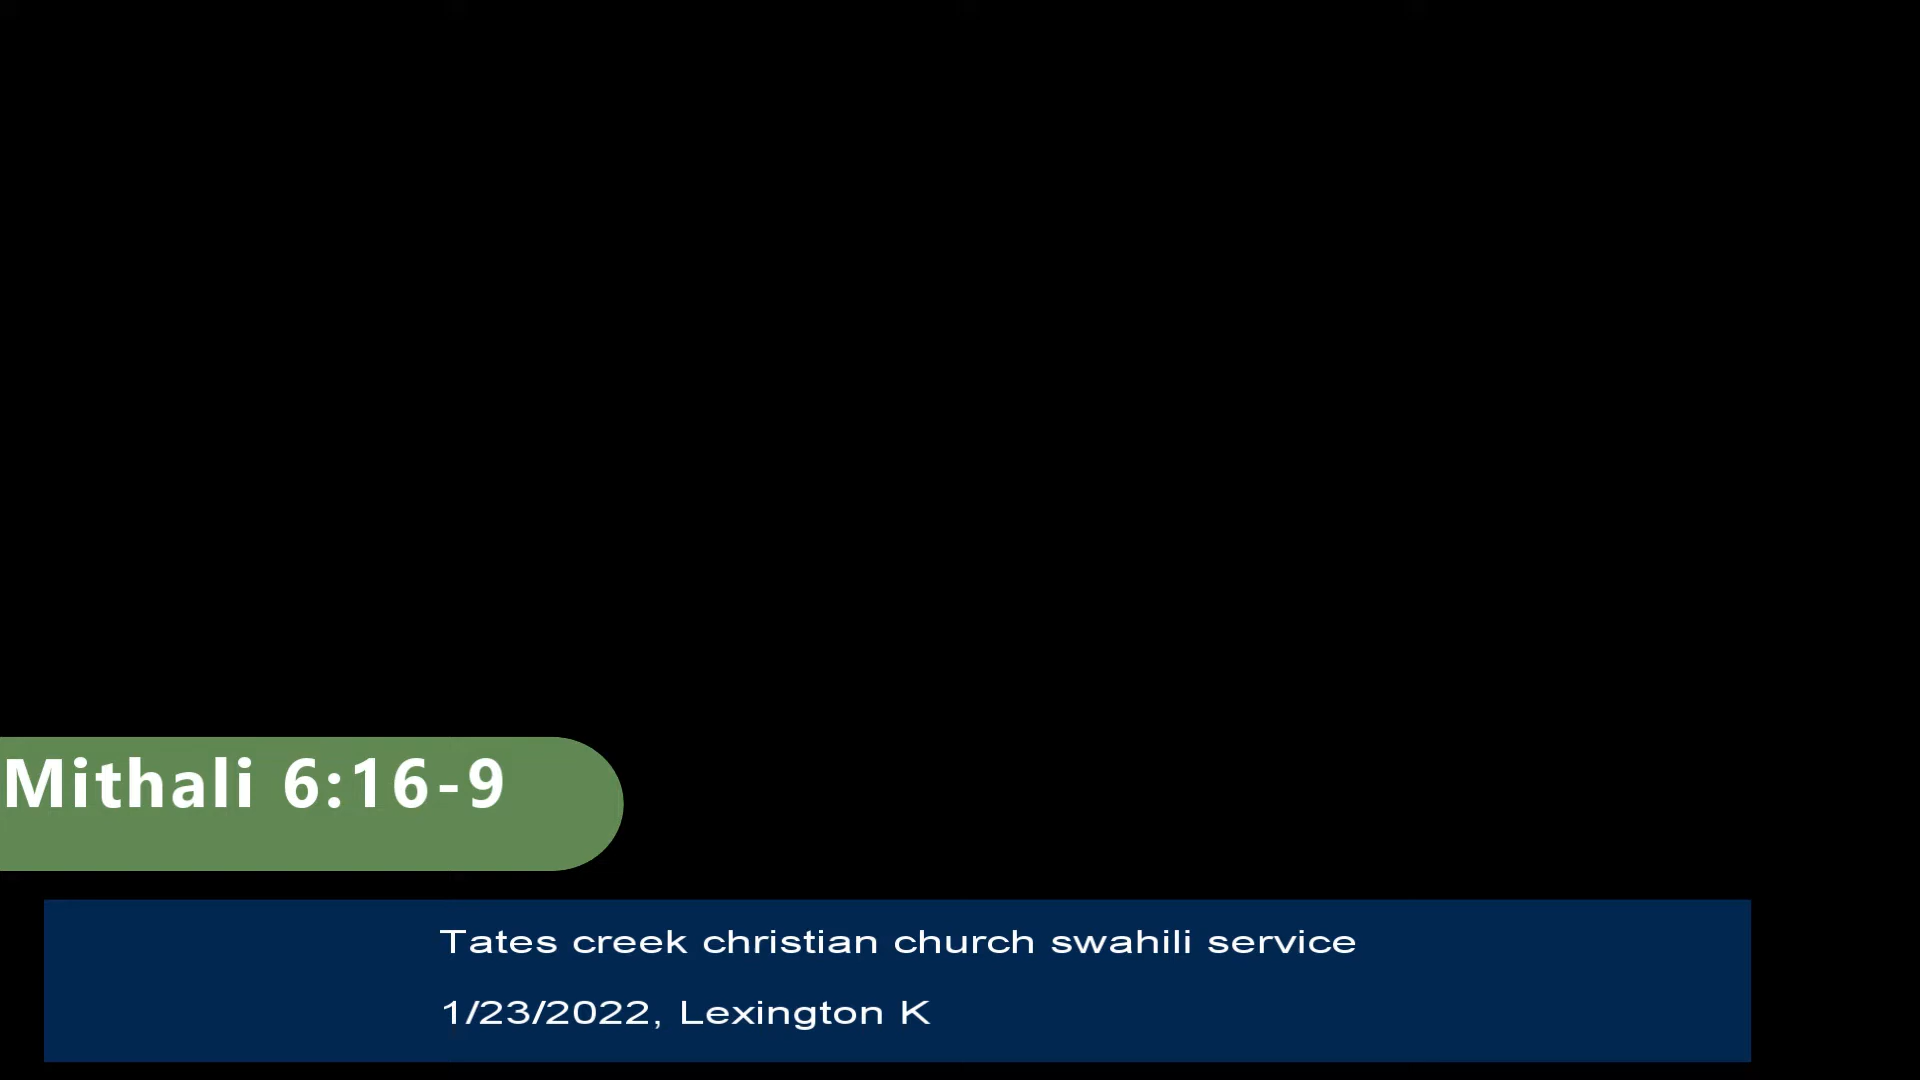 Mithali 6:16-9
Tates creek christian church swahili service
1/23/2022, Lexington K